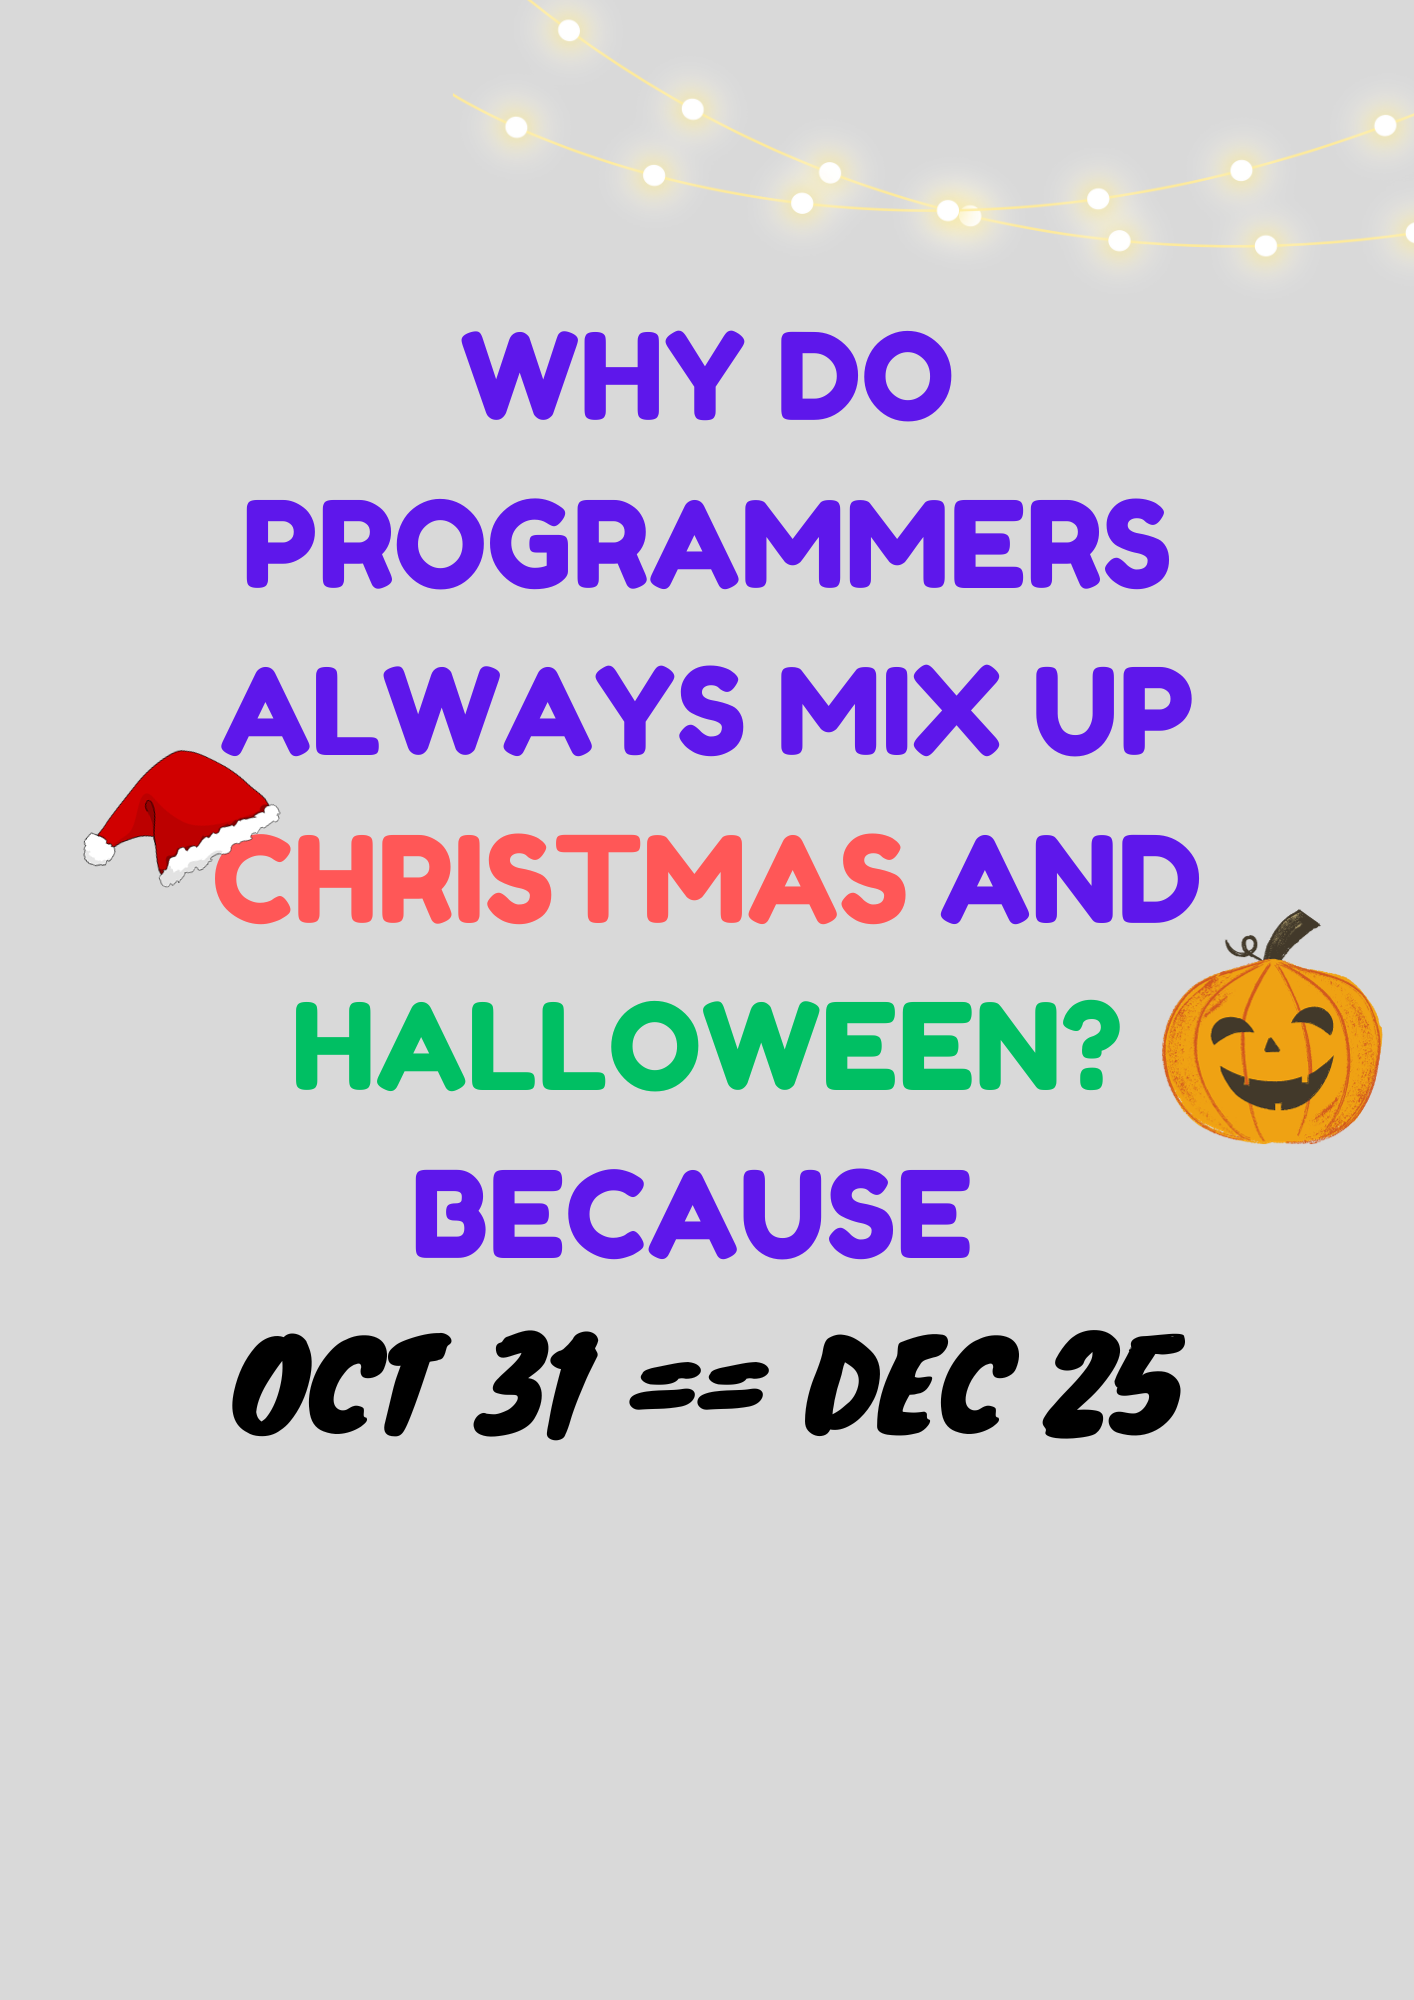 WHY DO
PROGRAMMERS
ALWAYS MIX UP
CHRISTMAS AND
HALLOWEEN?
BECAUSE
OCT 31 == DEC 25